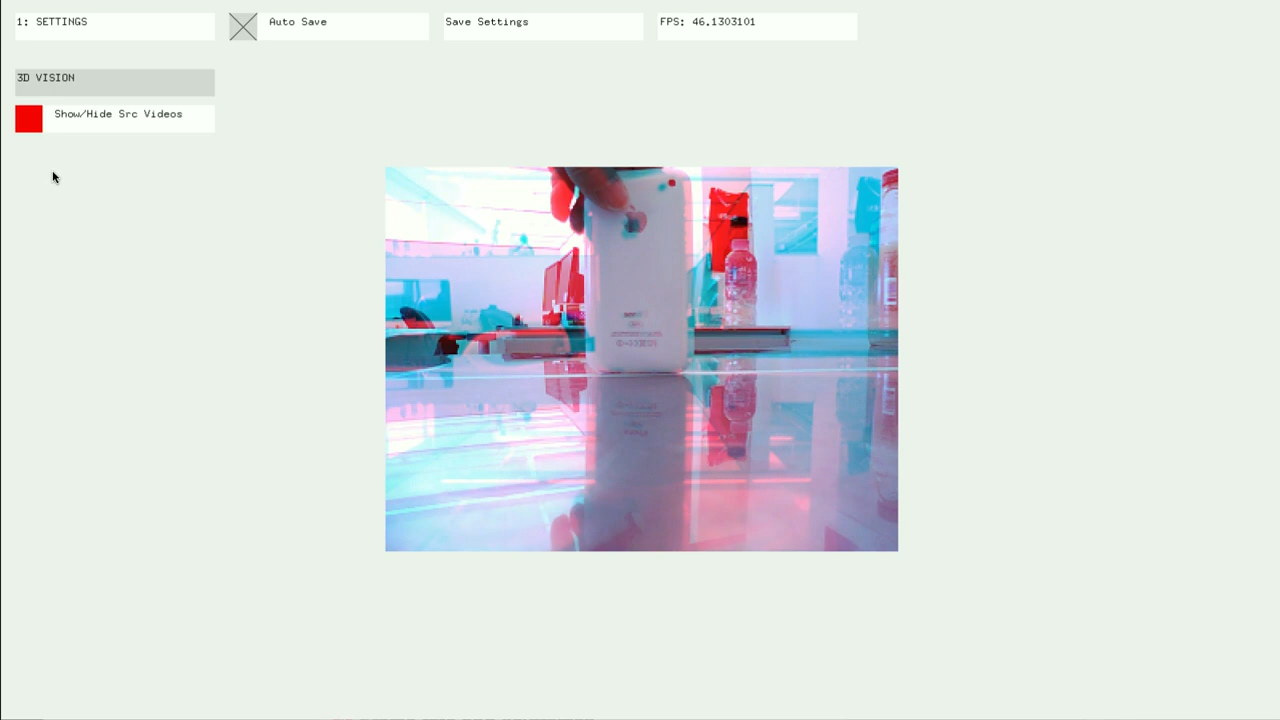 1: SETTINGS
Auto Save
Save Settings
FPS: 46.1303101
3D VISION
Show/Hide Src Videos